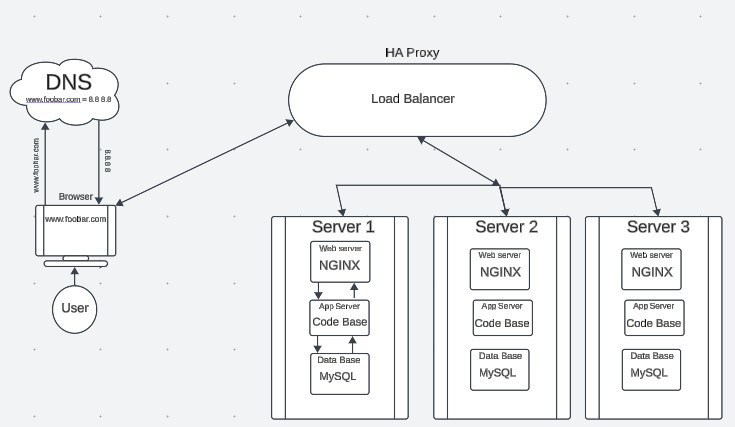 HA Proxy
Load Balancer
DNS
www.foobar.com = 8.8 8.8
www.foobar.com
8.8.8.8
Browser
www.foobar.com
User
Server 1
Web server
NGINX
App Server
Code Base
Data Base
MySQL
Server 2
Web server
NGINX
App Server
Code Base
Data Base
MySQL
Server 3
Web server
NGINX
App Server
Code Base
Data Base
MySQL